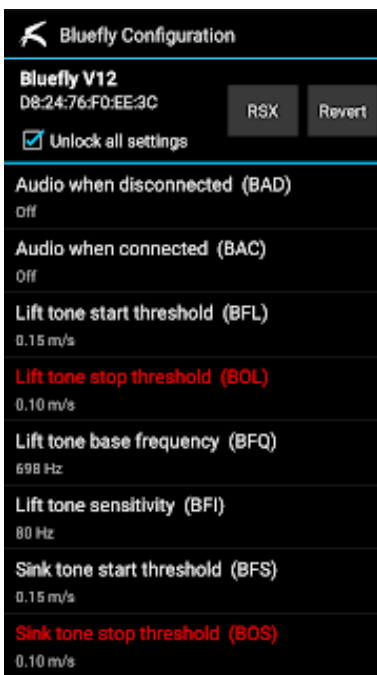 Bluefly Configuration
Bluefly V12
D8:24:76:F0:EE:3C
RSX
Revert
Unlock all settings
Audio when disconnected (BAD)
Off
Audio when connected (BAC)
Off
Lift tone start threshold (BFL)
0.15 m/s
Lift tone stop threshold (BOL)
0.10 m/s
Lift tone base frequency (BFQ)
698 Hz
Lift tone sensitivity (BFI)
80 Hz
Sink tone start threshold (BFS)
0.15 m/s
Sink tone stop threshold (BOS)
0.10 m/s